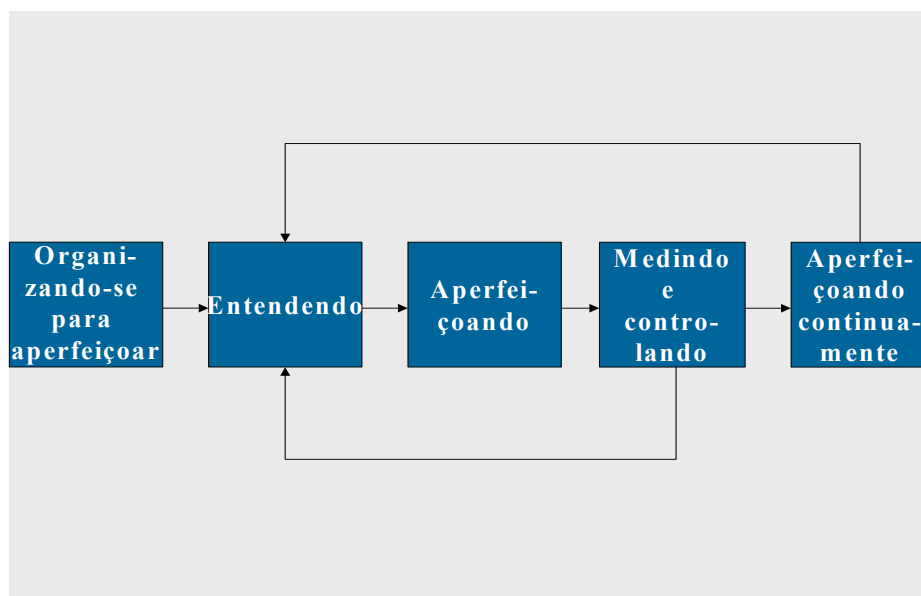 Organi-
zando-se
para
aperfeiçoar
Entendendo
Aperfei-
çoando
Medindo
e
contro-
lando
Aperfei-
çoando
continua-
mente